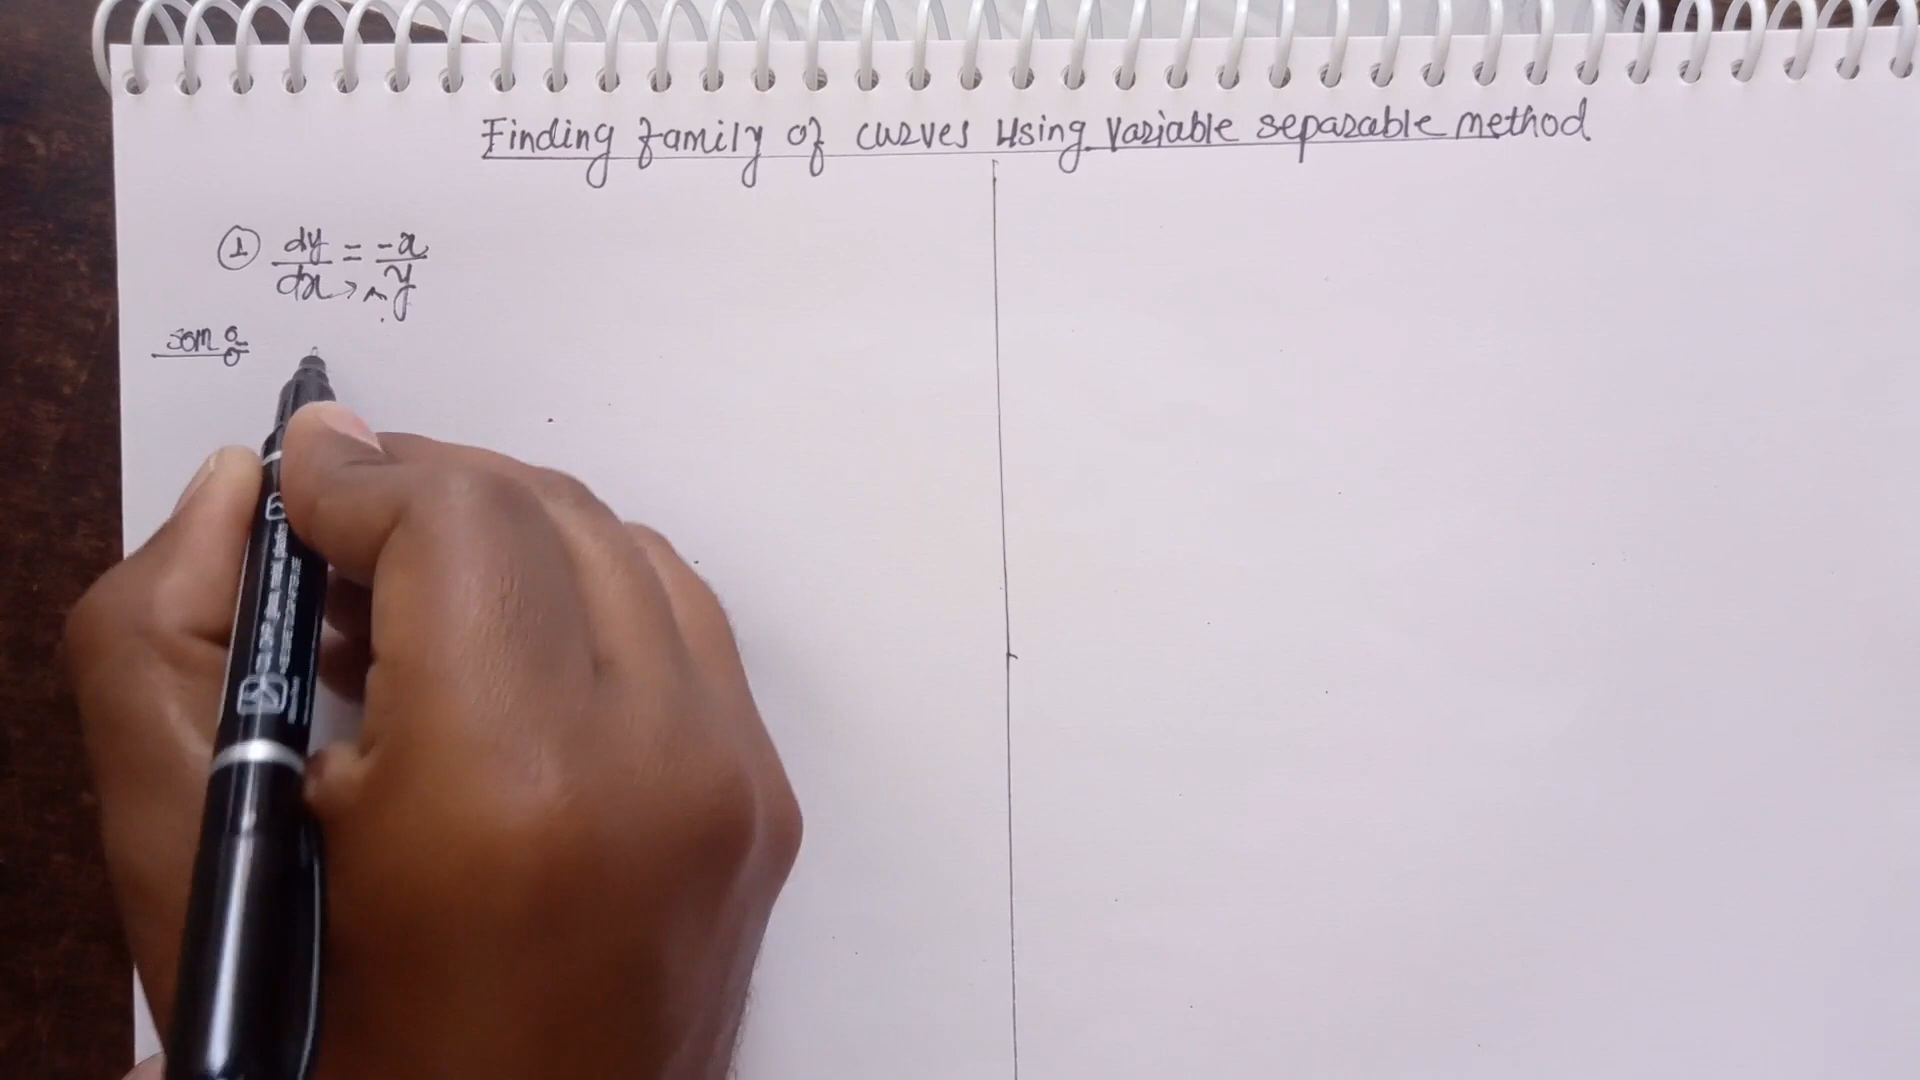 Finding family of curves using variable separable method
① dy/dx = -x/y
Soln